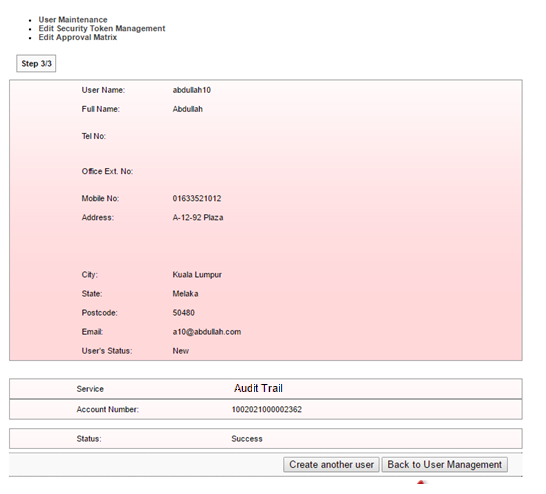 User Maintenance
Edit Security Token Management
Edit Approval Matrix
Step 3/3
User Name: abdullah10
Full Name: Abdullah
Tel No:
Office Ext. No:
Mobile No: 01633521012
Address: A-12-92 Plaza
City: Kuala Lumpur
State: Melaka
Postcode: 50480
Email: a10@abdullah.com
User's Status: New
Service Audit Trail
Account Number: 1002021000002362
Status: Success
Create another user Back to User Management